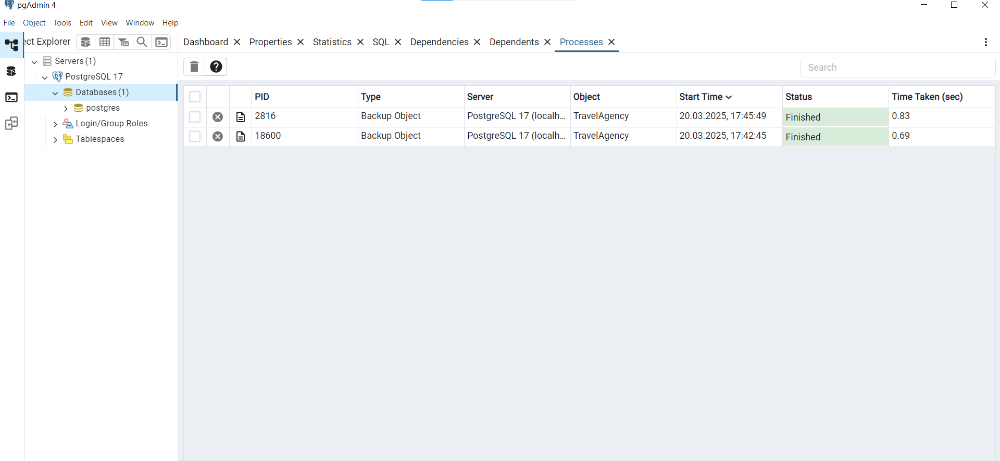 pgAdmin 4
File Object Tools Edit View Window Help
ect Explorer
Dashboard Properties Statistics SQL Dependencies Dependents Processes
Servers (1)
PostgreSQL 17
Databases (1)
postgres
Login/Group Roles
Tablespaces
Search
PID Type Server Object Start Time Status Time Taken (sec)
2816 Backup Object PostgreSQL 17 (localh... TravelAgency 20.03.2025, 17:45:49 Finished 0.83
18600 Backup Object PostgreSQL 17 (localh... TravelAgency 20.03.2025, 17:42:45 Finished 0.69